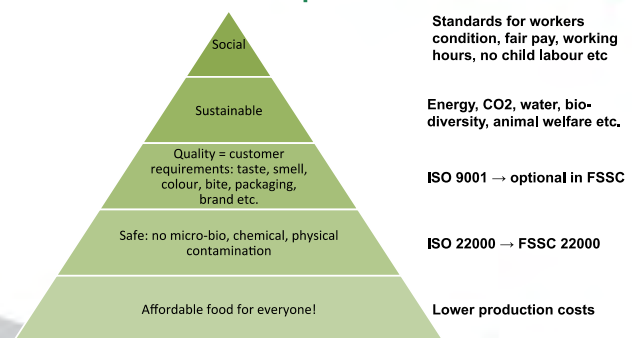 Social
Standards for workers
condition, fair pay, working
hours, no child labour etc
Sustainable
Energy, CO2, water, bio-
diversity, animal welfare etc.
Quality = customer
requirements: taste, smell,
colour, bite, packaging,
brand etc.
ISO 9001 → optional in FSSC
Safe: no micro-bio, chemical, physical
contamination
ISO 22000 → FSSC 22000
Affordable food for everyone!
Lower production costs